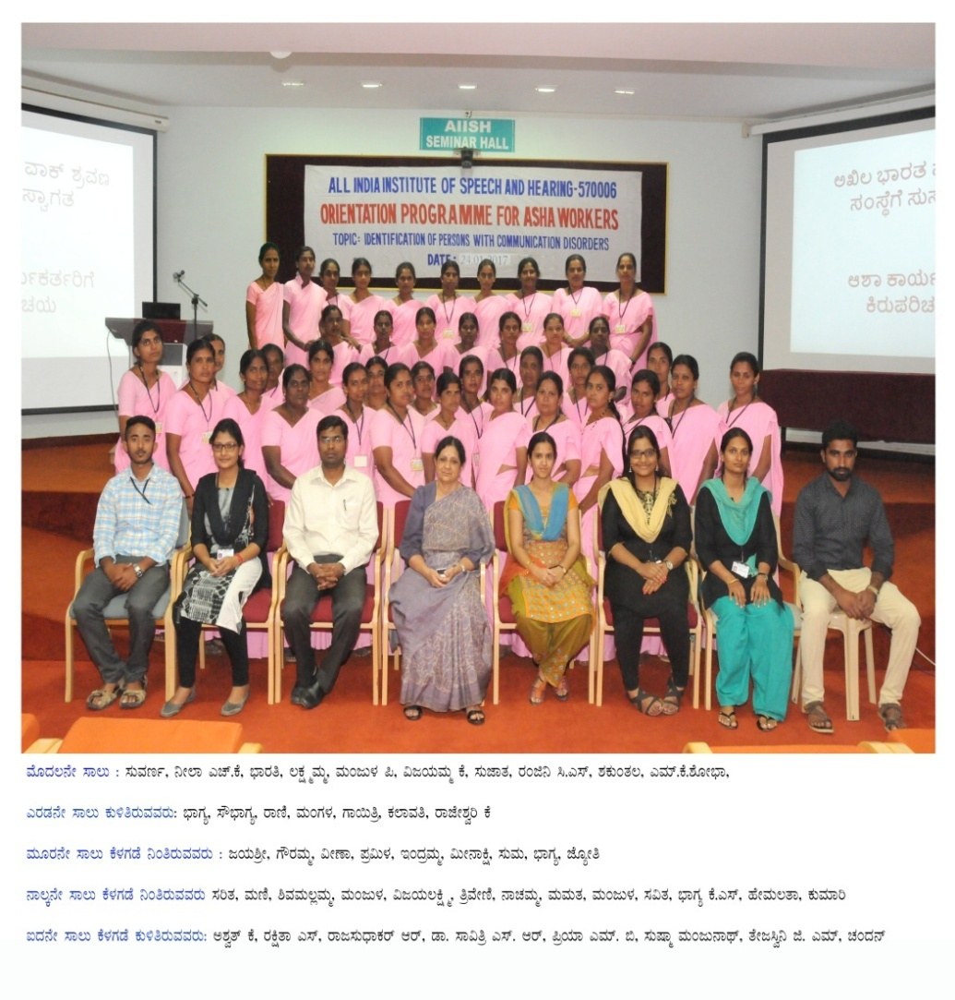 AIISH
SEMINAR HALL
ALL INDIA INSTITUTE OF SPEECH AND HEARING-570006
ORIENTATION PROGRAMME FOR ASHA WORKERS
TOPIC: IDENTIFICATION OF PERSONS WITH COMMUNICATION DISORDERS
DATE: 24.01.2017
ವಾಕ್ ಶ್ರವಣ
ಸ್ವಾಗತ
ರ್ಯಕರ್ತರಿಗೆ
ಚಯ
ಅಖಿಲ ಭಾರತ
ಸಂಸ್ಥೆಗೆ ಸುಸ್
ಆಶಾ ಕಾರ್ಯ
ಕಿರುಪರಿಚ
ಮೊದಲನೇ ಸಾಲು : ಸುವರ್ಣ, ನೀಲಾ ಎಚ್.ಕೆ, ಭಾರತಿ, ಲಕ್ಷ್ಮಮ್ಮ, ಮಂಜುಳ ಪಿ, ವಿಜಯಮ್ಮ ಕೆ, ಸುಜಾತ, ರಂಜಿನಿ ಸಿ.ಎಸ್, ಶಕುಂತಲ, ಎಮ್.ಕೆ.ಶೋಭಾ,
ಎರಡನೇ ಸಾಲು ಕುಳಿತಿರುವವರು: ಭಾಗ್ಯ, ಸೌಭಾಗ್ಯ, ರಾಣಿ, ಮಂಗಳ, ಗಾಯಿತ್ರಿ, ಕಲಾವತಿ, ರಾಜೇಶ್ವರಿ ಕೆ
ಮೂರನೇ ಸಾಲು ಕೆಳಗಡೆ ನಿಂತಿರುವವರು : ಜಯಶ್ರೀ, ಗೌರಮ್ಮ, ವೀಣಾ, ಪ್ರಮಿಳ, ಇಂದ್ರಮ್ಮ, ಮೀನಾಕ್ಷಿ, ಸುಮ, ಭಾಗ್ಯ, ಜ್ಯೋತಿ
ನಾಲ್ಕನೇ ಸಾಲು ಕೆಳಗಡೆ ನಿಂತಿರುವವರು ಸರಿತ, ಮಣಿ, ಶಿವಮಲ್ಲಮ್ಮ, ಮಂಜುಳ, ವಿಜಯಲಕ್ಷ್ಮಿ, ತ್ರಿವೇಣಿ, ನಾಚಮ್ಮ, ಮಮತ, ಮಂಜುಳ, ಸವಿತ, ಭಾಗ್ಯ ಕೆ.ಎಸ್, ಹೇಮಲತಾ, ಕುಮಾರಿ
ಐದನೇ ಸಾಲು ಕೆಳಗಡೆ ಕುಳಿತಿರುವವರು: ಅಶ್ವತ್ ಕೆ, ರಕ್ಷಿತಾ ಎಸ್, ರಾಜಸುಧಾಕರ್ ಆರ್, ಡಾ. ಸಾವಿತ್ರಿ ಎಸ್. ಆರ್, ಪ್ರಿಯಾ ಎಮ್. ಬಿ, ಸುಷ್ಮಾ ಮಂಜುನಾಥ್, ತೇಜಸ್ವಿನಿ ಜಿ. ಎಮ್, ಚಂದನ್